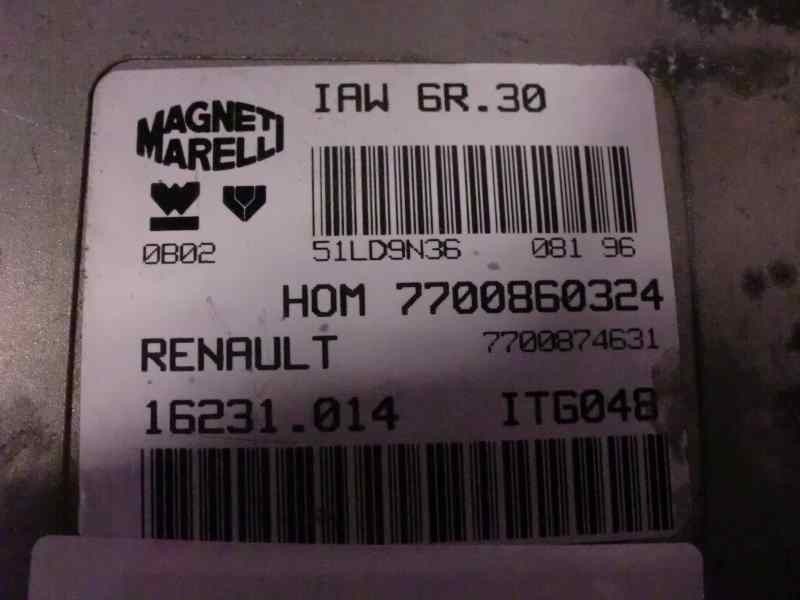 IAW 6R.30
MAGNETI
MARELLI
0B02
51LD9N36 081 96
HOM 7700860324
7700874631
RENAULT
16231.014 ITG048